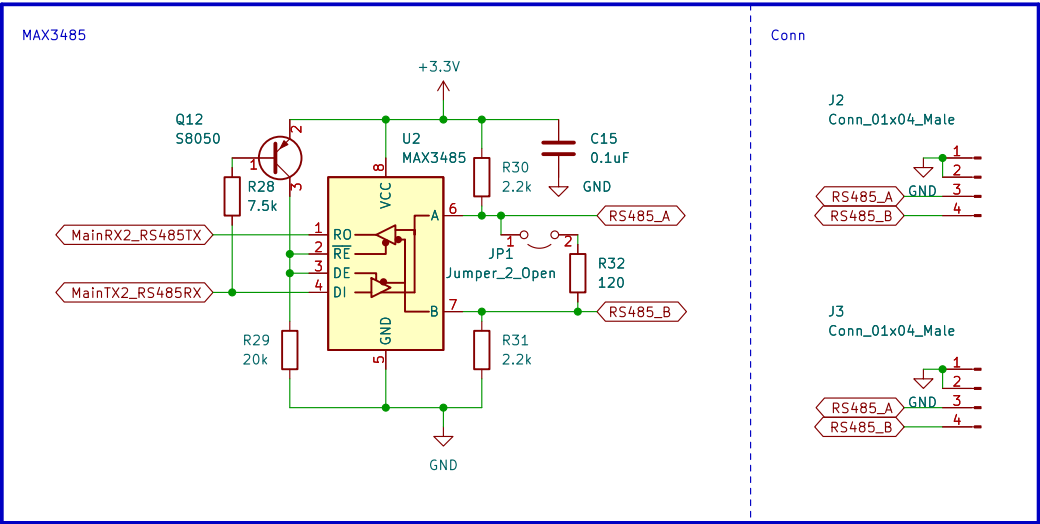 MAX3485
Conn
+3.3V
Q12
S8050
2
1
3
U2
MAX3485
8
VCC
C15
0.1uF
GND
R30
2.2k
R28
7.5k
MainRX2_RS485TX
1
RO
2
RE
3
DE
MainTX2_RS485RX
4
DI
A
6
RS485_A
1
2
JP1
Jumper_2_Open
R32
120
B
7
RS485_B
GND
5
R29
20k
R31
2.2k
GND
J2
Conn_01x04_Male
1
2
GND
RS485_A
3
RS485_B
4
J3
Conn_01x04_Male
1
2
GND
RS485_A
3
RS485_B
4